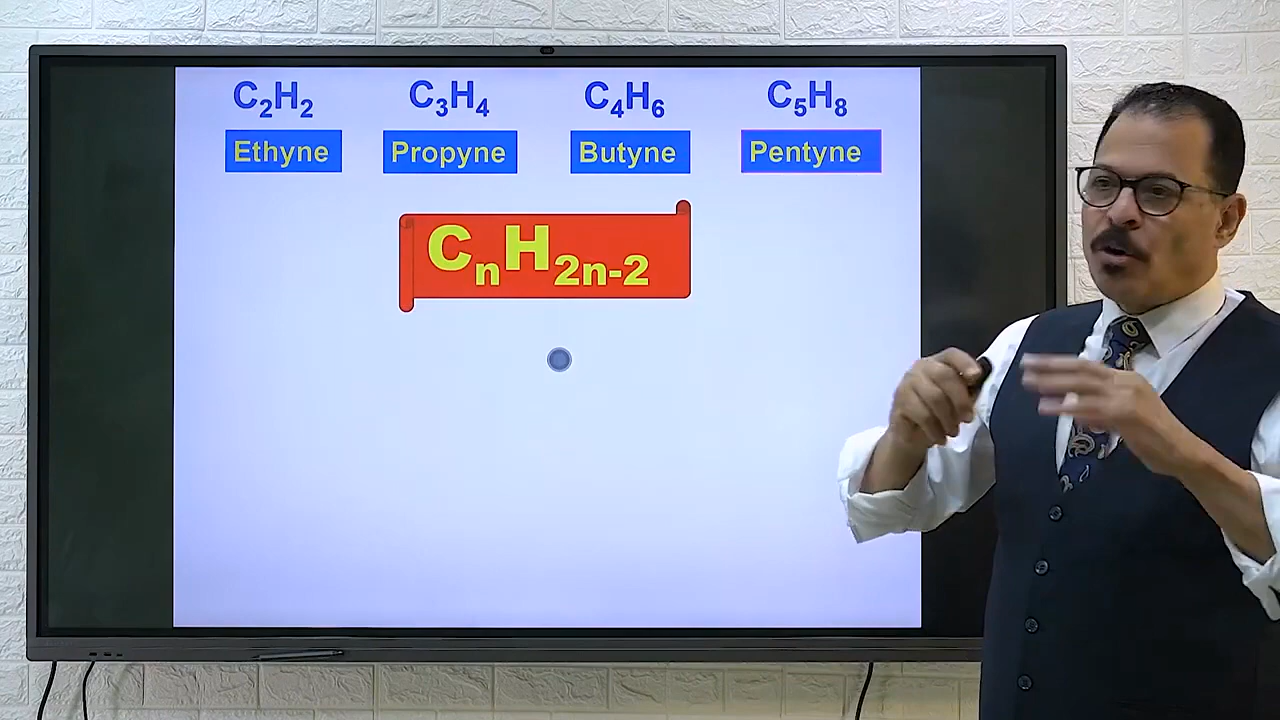 C₂H₂ C₃H₄ C₄H₆ C₅H₈
Ethyne Propyne Butyne Pentyne
CₙH₂ₙ₋₂